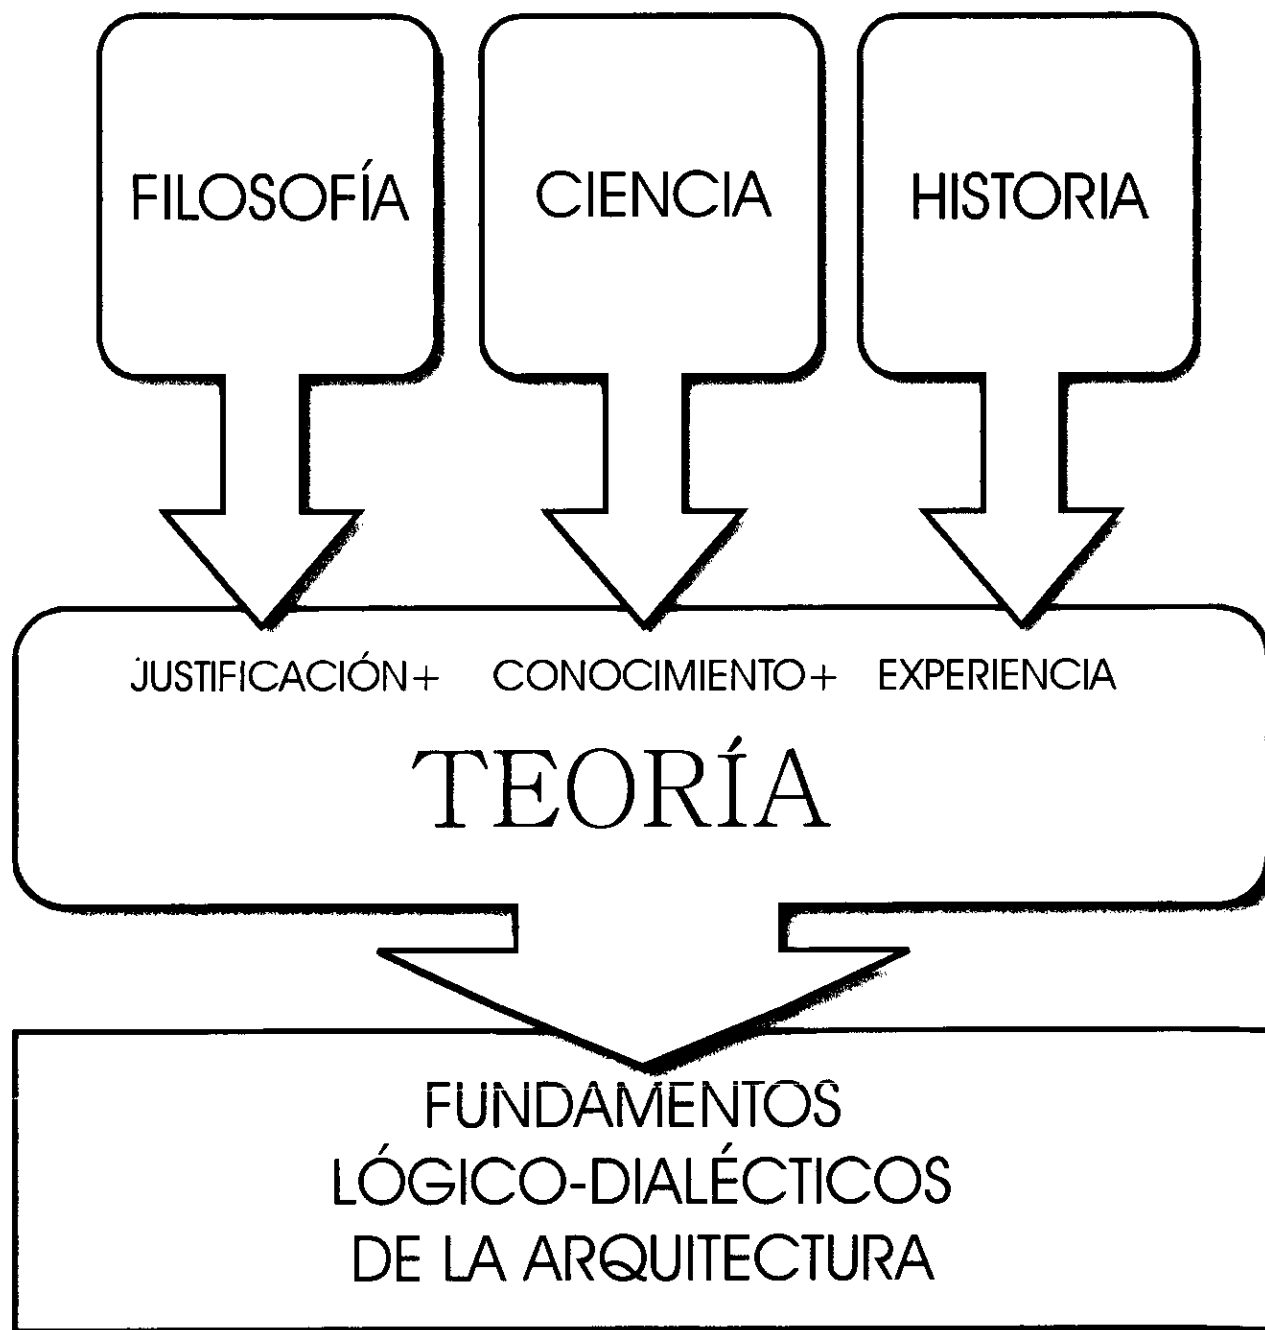 FILOSOFÍA CIENCIA HISTORIA
JUSTIFICACIÓN+ CONOCIMIENTO+ EXPERIENCIA
TEORÍA
FUNDAMENTOS
LÓGICO-DIALÉCTICOS
DE LA ARQUITECTURA